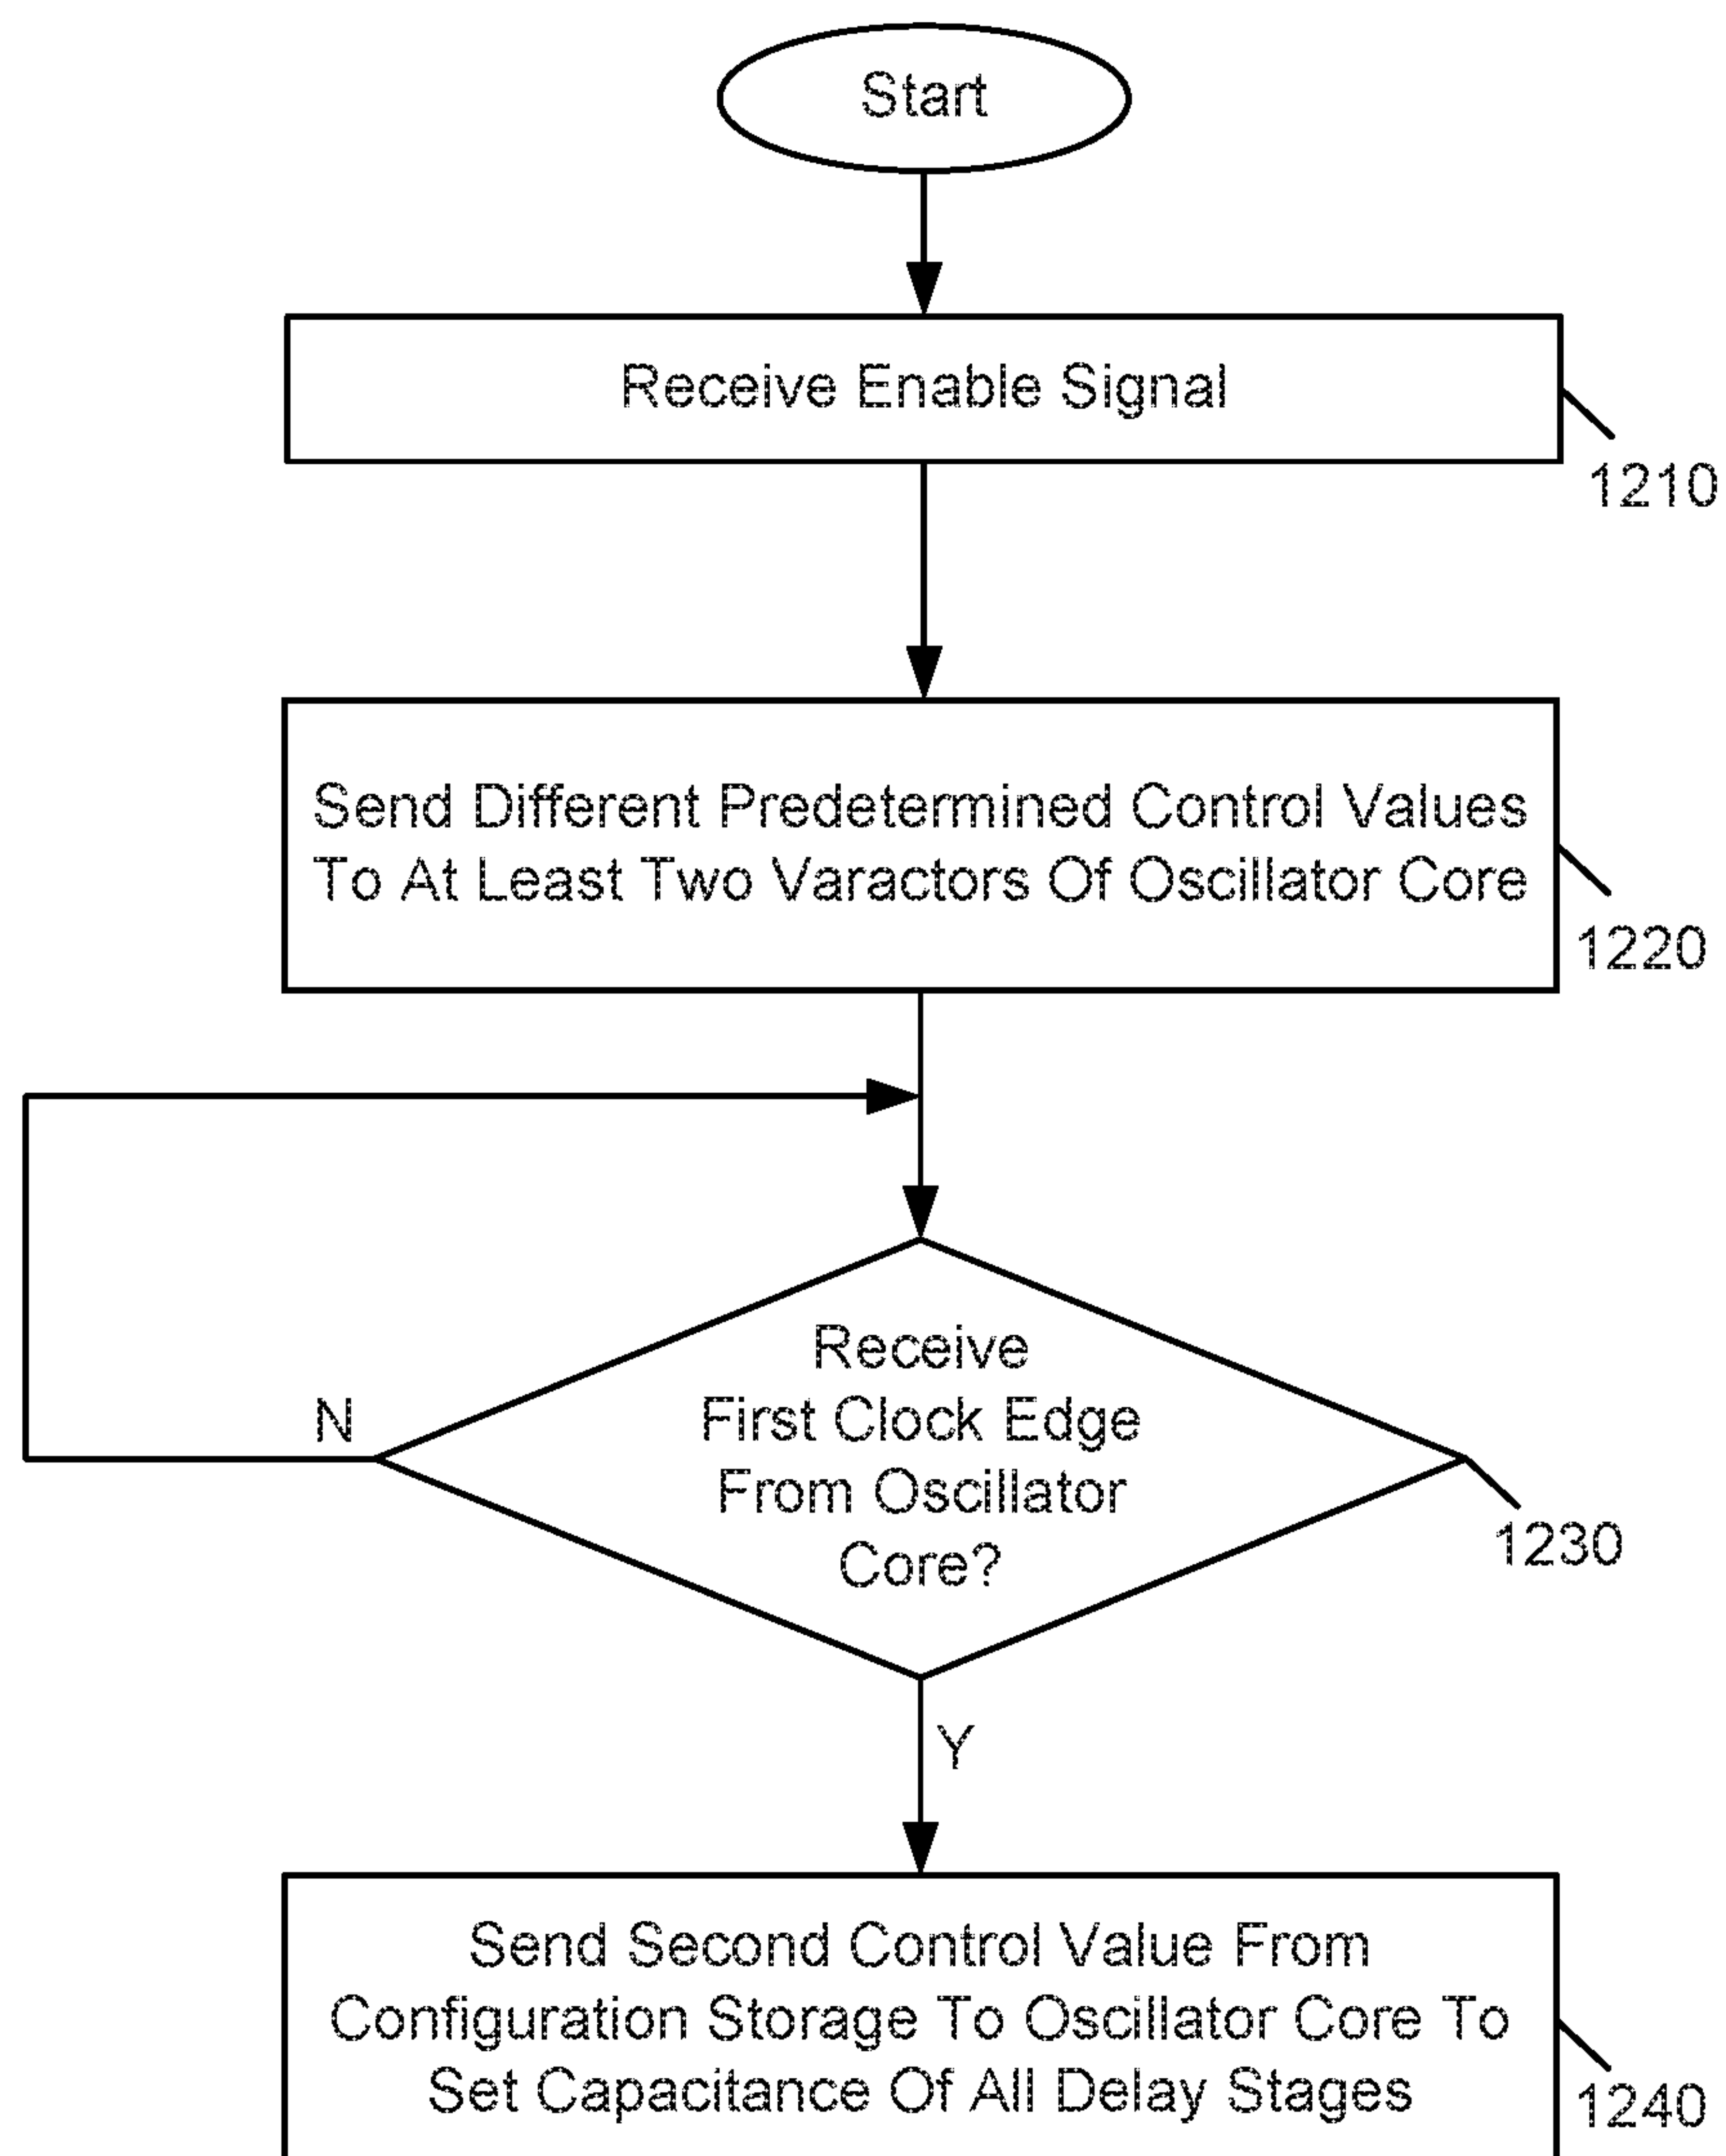 Start
Receive Enable Signal
1210
Send Different Predetermined Control Values
To At Least Two Varactors Of Oscillator Core
1220
Receive
First Clock Edge
From Oscillator
Core?
N
1230
Y
Send Second Control Value From
Configuration Storage To Oscillator Core To
Set Capacitance Of All Delay Stages
1240